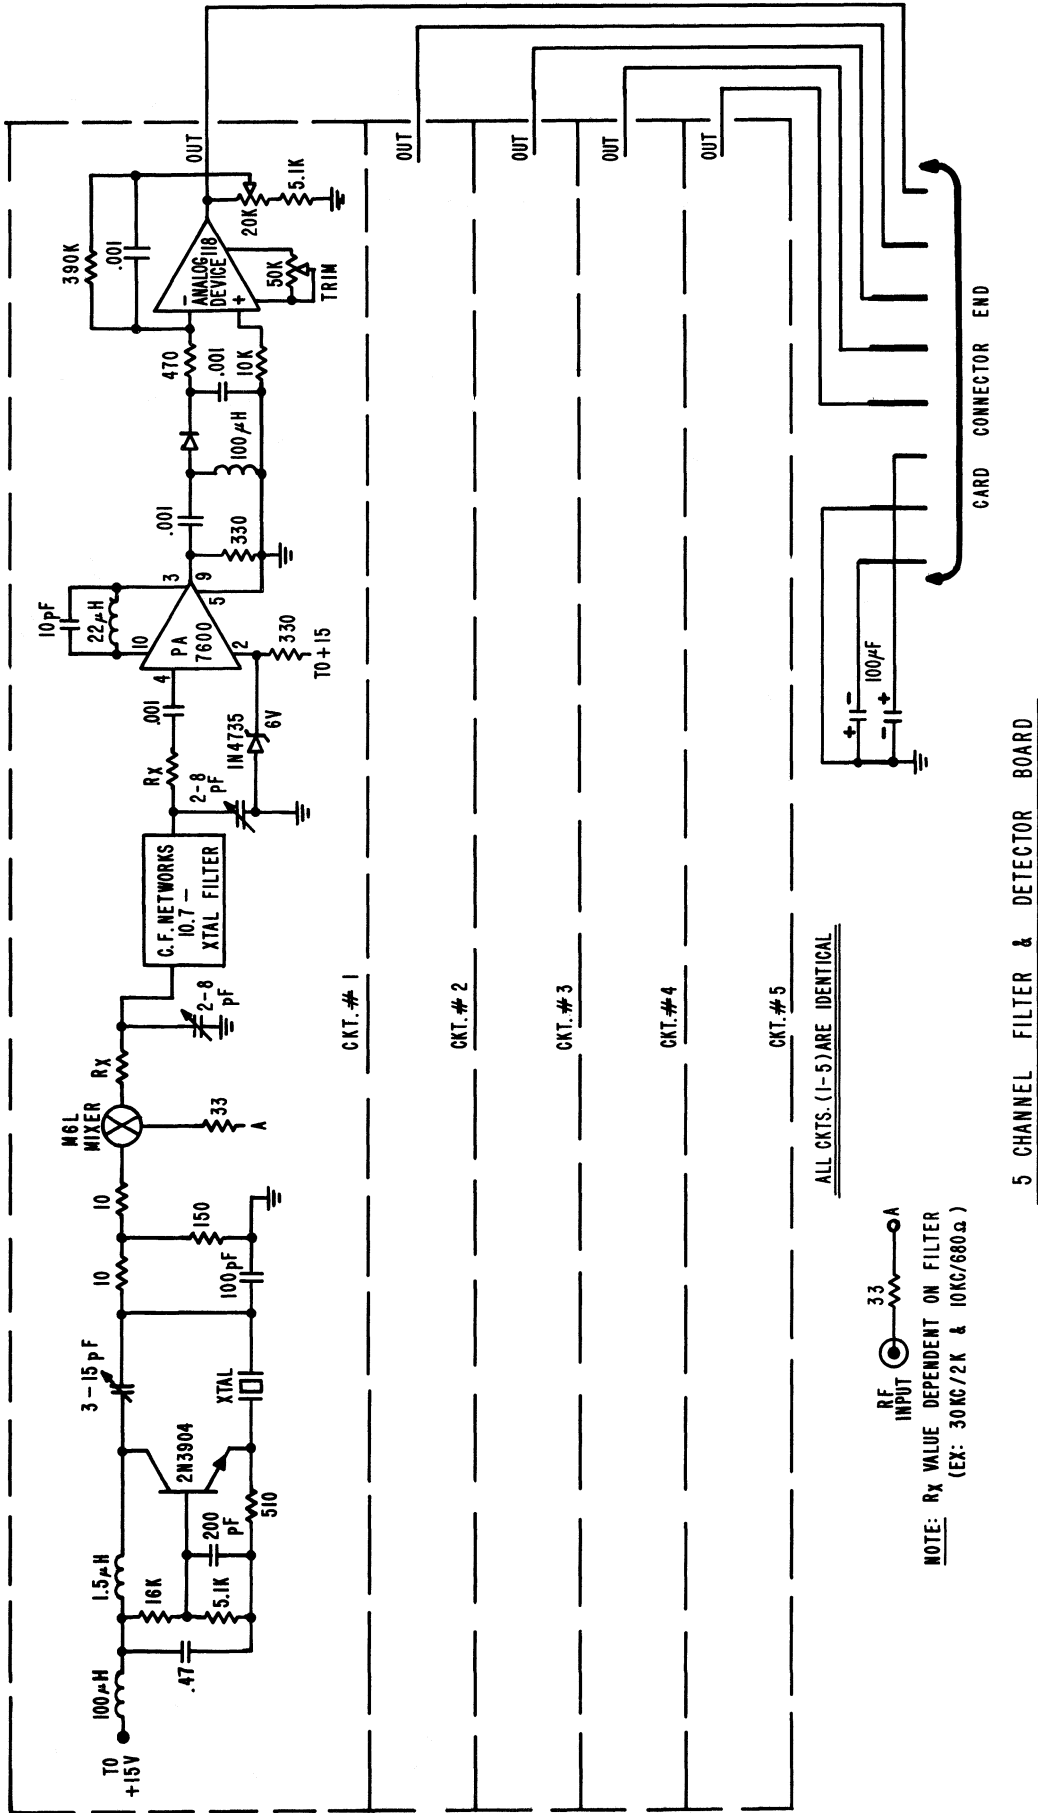 TO
+15V
100µH
.47
1.5µH
16K
5.1K
200
pF
510
2N3904
3-15pF
XTAL
100pF
10
150
10
M6L
MIXER
33
A
RX
2-8
pF
C.F. NETWORKS
10.7 —
XTAL FILTER
2-8
pF
RX
.001
1N4735
6V
4
PA
7600
10
2
3
9
5
10pF
22µH
330
TO +15
330
.001
100µH
470
.001
10K
390K
.001
-
+
ANALOG
DEVICE 118
50K
TRIM
20K
5.1K
OUT
CKT.# 1
OUT
CKT.# 2
OUT
CKT.# 3
OUT
CKT.# 4
OUT
CKT.# 5
ALL CKTS. (1-5) ARE IDENTICAL
RF
INPUT
33
A
NOTE: RX VALUE DEPENDENT ON FILTER
(EX: 30KC/2K & 10KC/680Ω)
+ -
- +
100µF
CARD CONNECTOR END
5 CHANNEL FILTER & DETECTOR BOARD